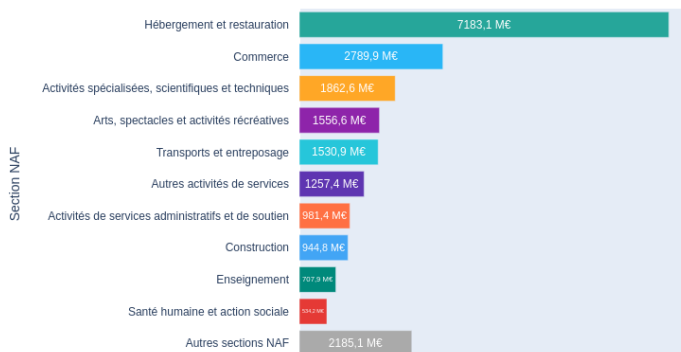 Section NAF
Hébergement et restauration 7183,1 M€
Commerce 2789,9 M€
Activités spécialisées, scientifiques et techniques 1862,6 M€
Arts, spectacles et activités récréatives 1556,6 M€
Transports et entreposage 1530,9 M€
Autres activités de services 1257,4 M€
Activités de services administratifs et de soutien 981,4 M€
Construction 944,8 M€
Enseignement 707,9 M€
Santé humaine et action sociale 534,2 M€
Autres sections NAF 2185,1 M€